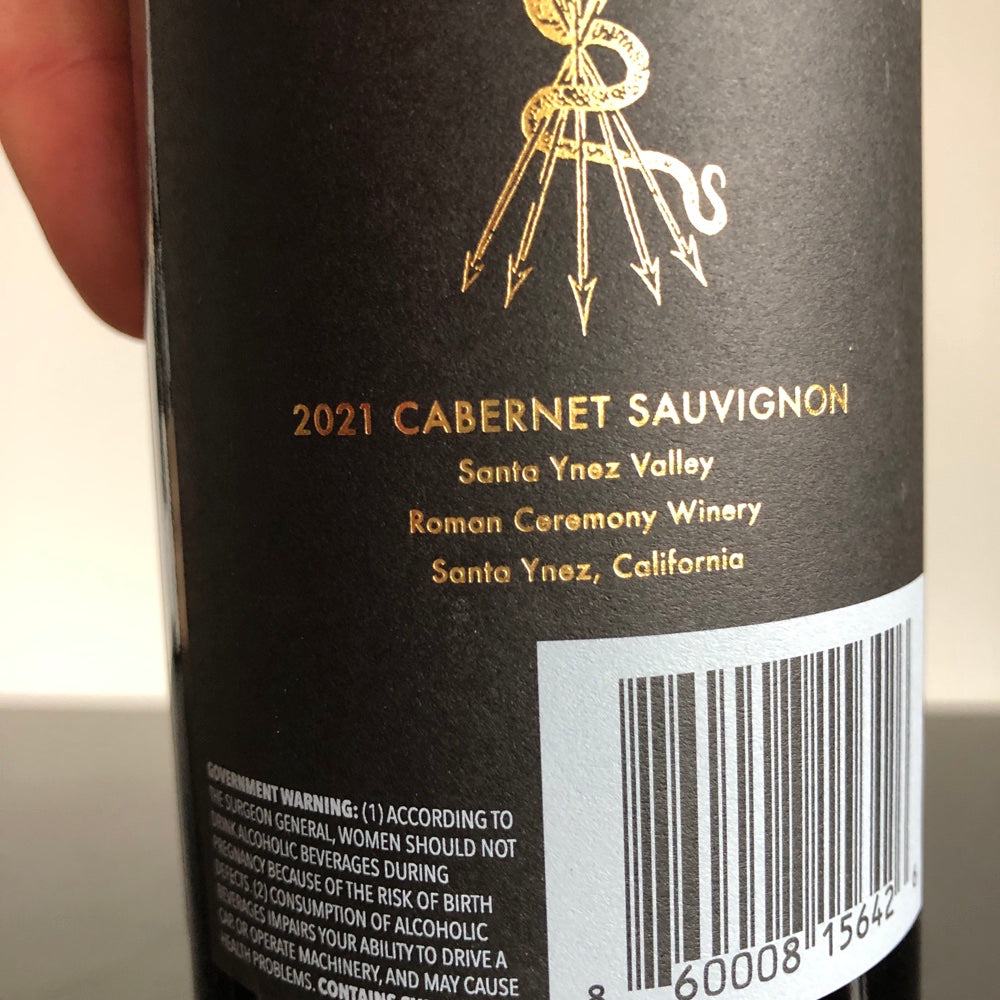 2021 CABERNET SAUVIGNON
Santa Ynez Valley
Roman Ceremony Winery
Santa Ynez, California
GOVERNMENT WARNING: (1) ACCORDING TO
THE SURGEON GENERAL, WOMEN SHOULD NOT
DRINK ALCOHOLIC BEVERAGES DURING
PREGNANCY BECAUSE OF THE RISK OF BIRTH
DEFECTS. (2) CONSUMPTION OF ALCOHOLIC
BEVERAGES IMPAIRS YOUR ABILITY TO DRIVE A
CAR OR OPERATE MACHINERY, AND MAY CAUSE
HEALTH PROBLEMS. CONTAINS
8 60008 15642 6